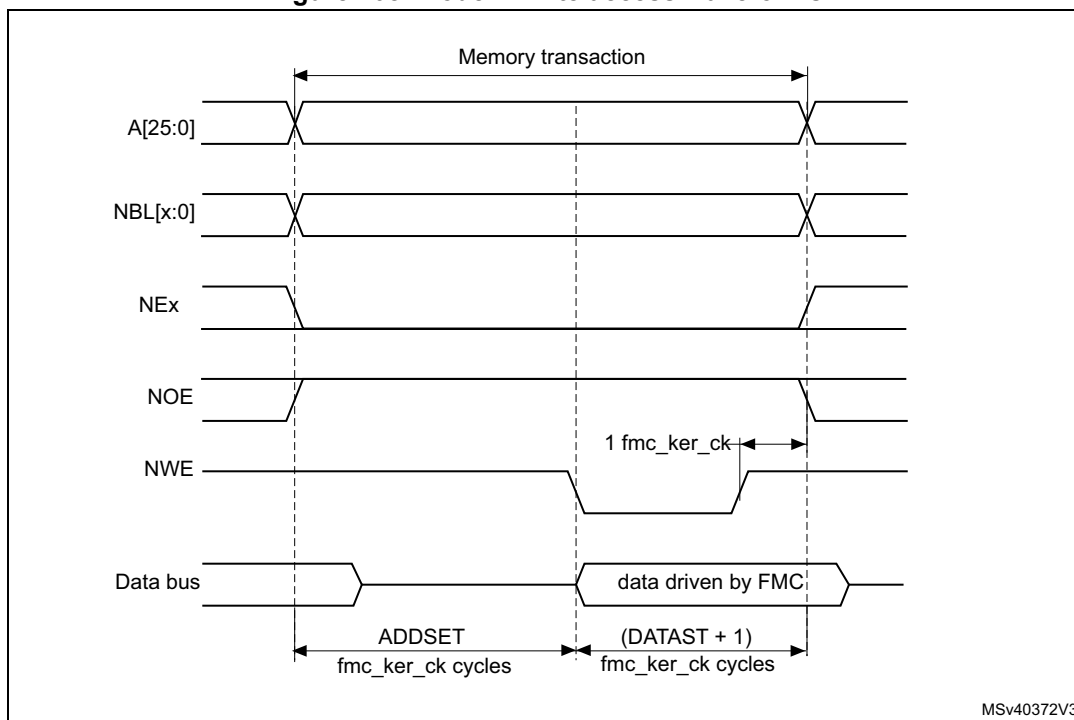 Memory transaction
A[25:0]
NBL[x:0]
NEx
NOE
1 fmc_ker_ck
NWE
Data bus
data driven by FMC
ADDSET
(DATAST + 1)
fmc_ker_ck cycles
fmc_ker_ck cycles
MSv40372V3